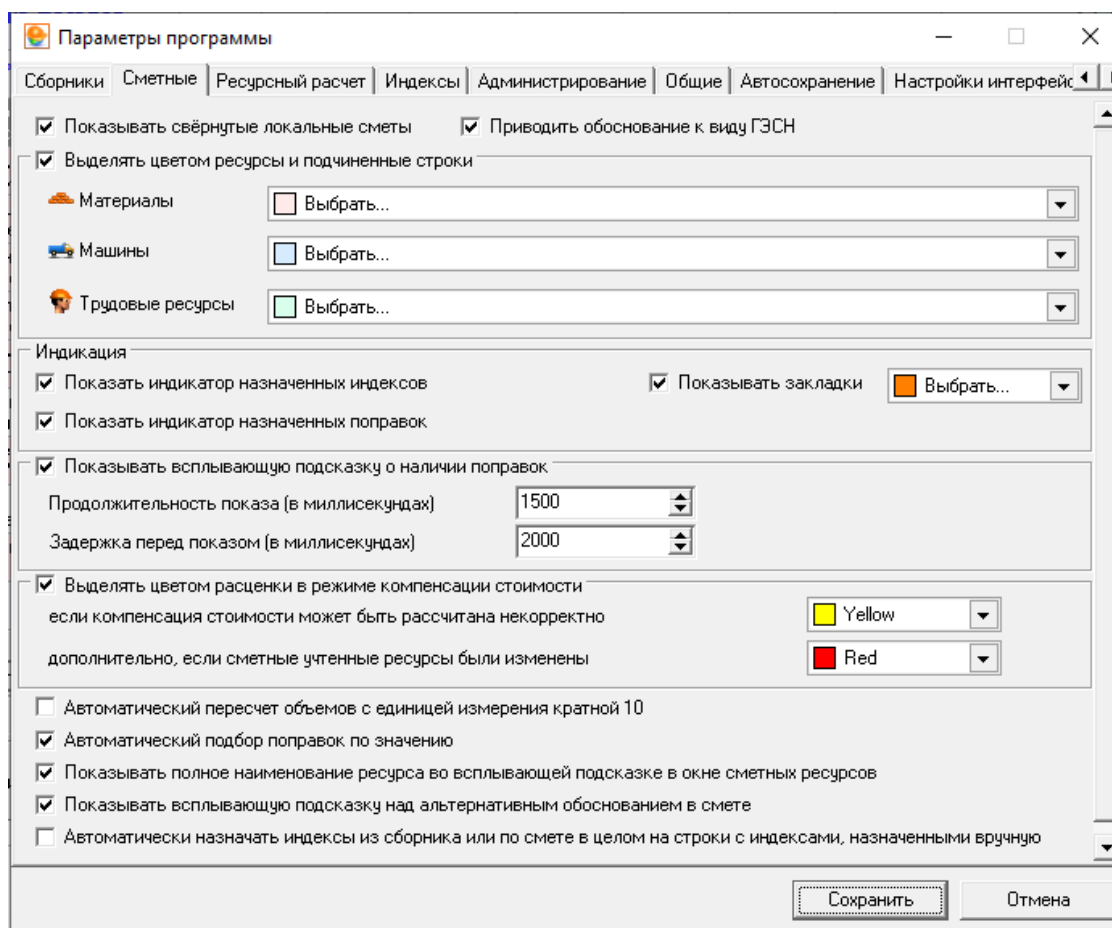 Параметры программы
Сборники Сметные Ресурсный расчет Индексы Администрирование Общие Автосохранение Настройки интерфейс
Показывать свёрнутые локальные сметы Приводить обоснование к виду ГЭСН
Выделять цветом ресурсы и подчиненные строки
Материалы Выбрать...
Машины Выбрать...
Трудовые ресурсы Выбрать...
Индикация
Показать индикатор назначенных индексов Показывать закладки Выбрать...
Показать индикатор назначенных поправок
Показывать всплывающую подсказку о наличии поправок
Продолжительность показа (в миллисекундах) 1500
Задержка перед показом (в миллисекундах) 2000
Выделять цветом расценки в режиме компенсации стоимости
если компенсация стоимости может быть рассчитана некорректно Yellow
дополнительно, если сметные учтенные ресурсы были изменены Red
Автоматический пересчет объемов с единицей измерения кратной 10
Автоматический подбор поправок по значению
Показывать полное наименование ресурса во всплывающей подсказке в окне сметных ресурсов
Показывать всплывающую подсказку над альтернативным обоснованием в смете
Автоматически назначать индексы из сборника или по смете в целом на строки с индексами, назначенными вручную
Сохранить Отмена